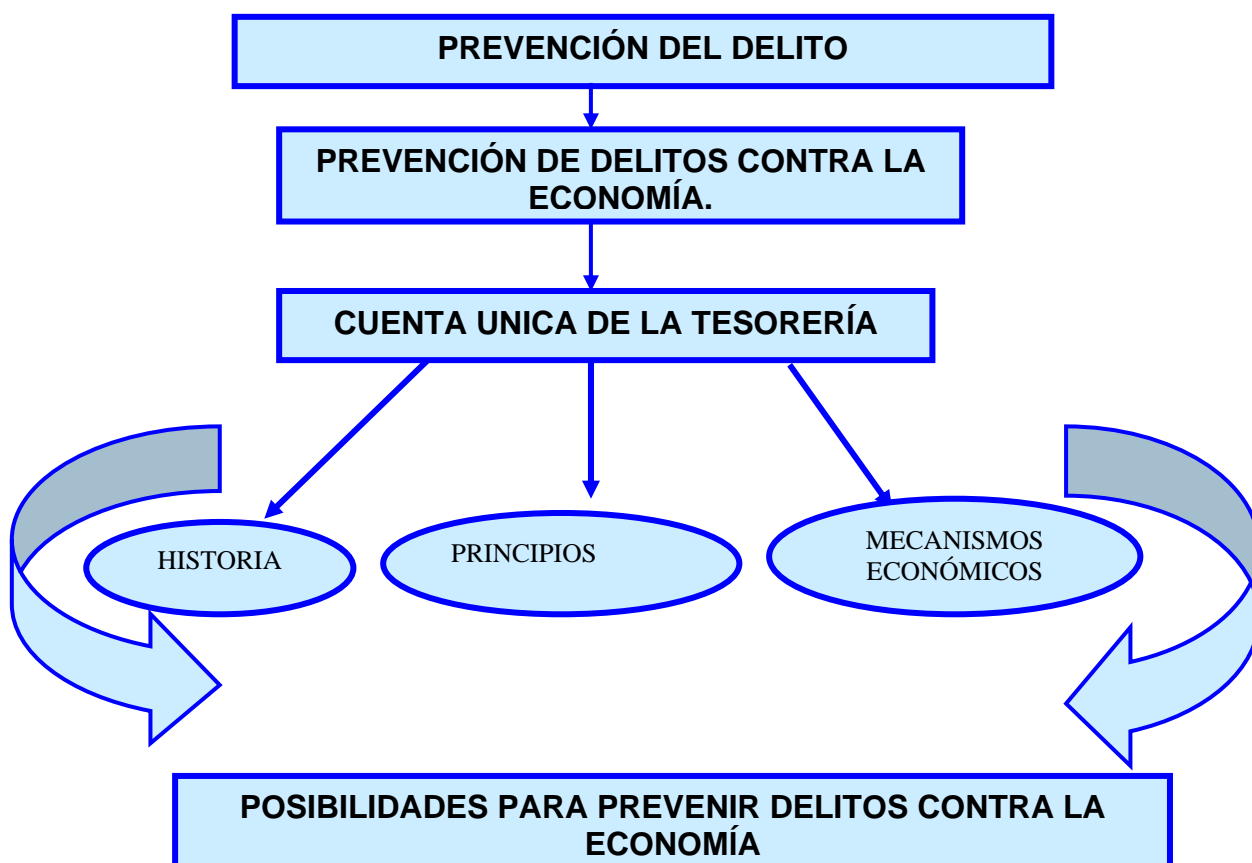 PREVENCIÓN DEL DELITO
PREVENCIÓN DE DELITOS CONTRA LA
ECONOMÍA.
CUENTA UNICA DE LA TESORERÍA
HISTORIA
PRINCIPIOS
MECANISMOS
ECONÓMICOS
POSIBILIDADES PARA PREVENIR DELITOS CONTRA LA
ECONOMÍA